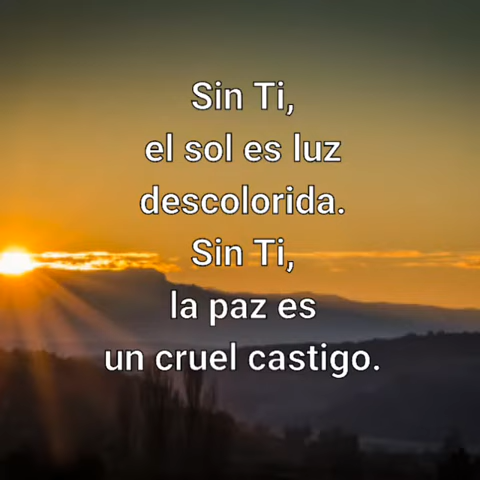 Sin Ti,
el sol es luz
descolorida.
Sin Ti,
la paz es
un cruel castigo.